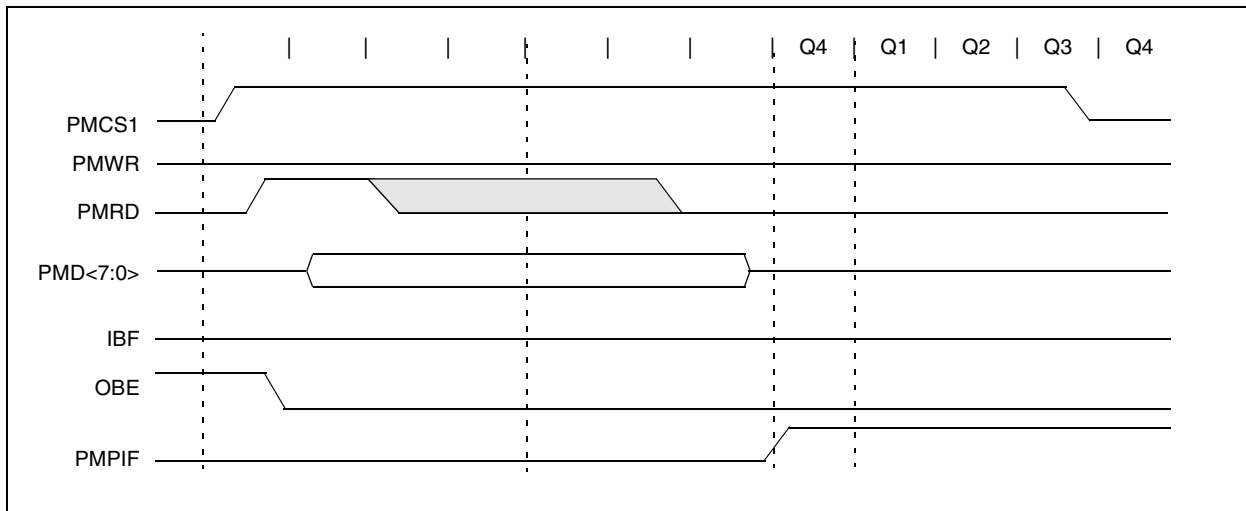 | | | | | | | Q4 | Q1 | Q2 | Q3 | Q4
PMCS1
PMWR
PMRD
PMD<7:0>
IBF
OBE
PMPIF